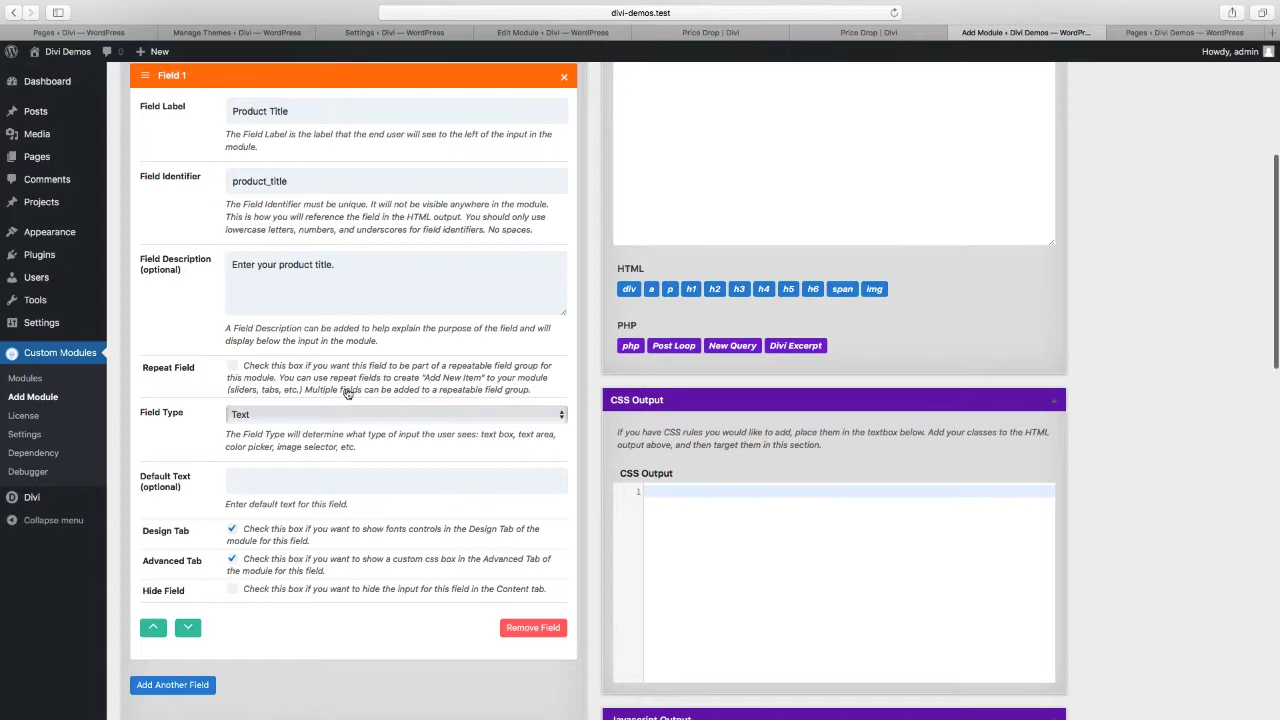 divi-demos.test
Pages ‹ Divi — WordPress
Manage Themes ‹ Divi — WordPress
Settings ‹ Divi — WordPress
Edit Module ‹ Divi — WordPress
Price Drop | Divi
Price Drop | Divi
Add Module ‹ Divi Demos — WordPr...
Pages ‹ Divi Demos — WordPress
Divi Demos
0
New
Howdy, admin
Dashboard
Posts
Media
Pages
Comments
Projects
Appearance
Plugins
Users
Tools
Settings
Custom Modules
Modules
Add Module
License
Settings
Dependency
Debugger
Divi
Collapse menu
Field 1
Field Label
Product Title
The Field Label is the label that the end user will see to the left of the input in the
module.
Field Identifier
product_title
The Field Identifier must be unique. It will not be visible anywhere in the module.
This is how you will reference the field in the HTML output. You should only use
lowercase letters, numbers, and underscores for field identifiers. No spaces.
Field Description
(optional)
Enter your product title.
A Field Description can be added to help explain the purpose of the field and will
display below the input in the module.
Repeat Field
Check this box if you want this field to be part of a repeatable field group for
this module. You can use repeat fields to create "Add New Item" to your module
(sliders, tabs, etc.) Multiple fields can be added to a repeatable field group.
Field Type
Text
The Field Type will determine what type of input the user sees: text box, text area,
color picker, image selector, etc.
Default Text
(optional)
Enter default text for this field.
Design Tab
Check this box if you want to show fonts controls in the Design Tab of the
module for this field.
Advanced Tab
Check this box if you want to show a custom css box in the Advanced Tab of
the module for this field.
Hide Field
Check this box if you want to hide the input for this field in the Content tab.
Remove Field
Add Another Field
HTML
div a p h1 h2 h3 h4 h5 h6 span img
PHP
php Post Loop New Query Divi Excerpt
CSS Output
If you have CSS rules you would like to add, place them in the textbox below. Add your classes to the HTML
output above, and then target them in this section.
CSS Output
1
Javascript Output